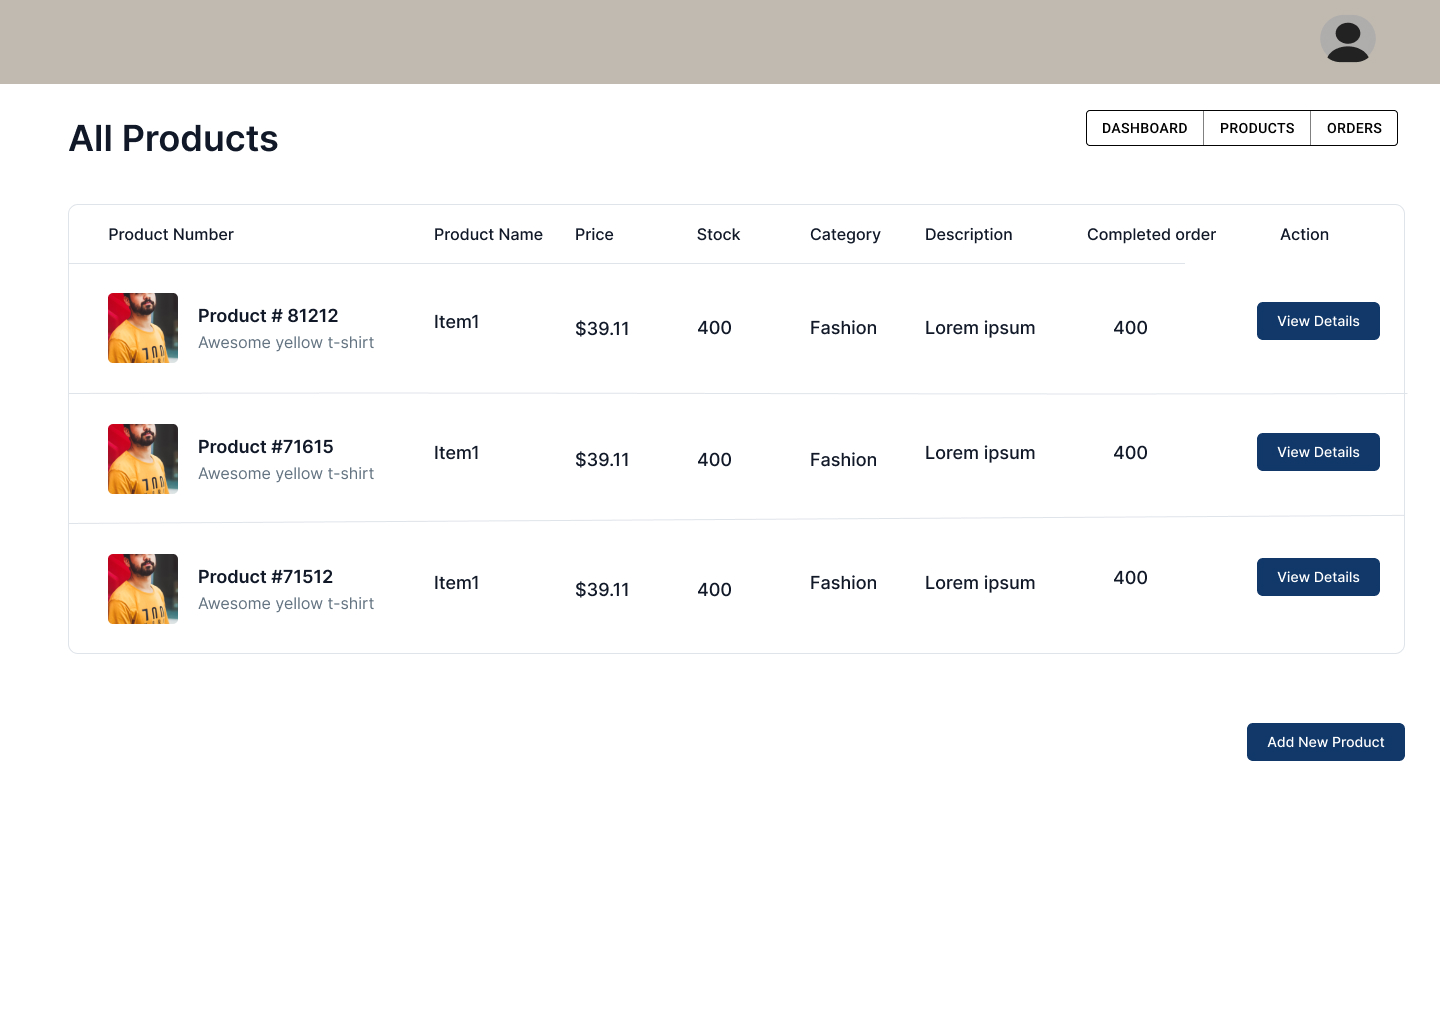 All Products
DASHBOARD PRODUCTS ORDERS
Product Number Product Name Price Stock Category Description Completed order Action
Product # 81212
Awesome yellow t-shirt
Item1 $39.11 400 Fashion Lorem ipsum 400 View Details
Product #71615
Awesome yellow t-shirt
Item1 $39.11 400 Fashion Lorem ipsum 400 View Details
Product #71512
Awesome yellow t-shirt
Item1 $39.11 400 Fashion Lorem ipsum 400 View Details
Add New Product